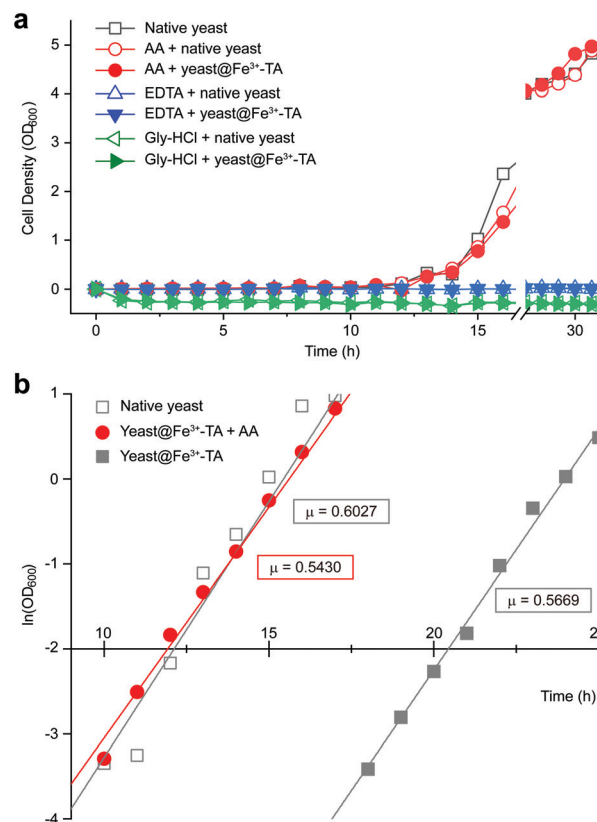 a
Cell Density (OD₆₀₀)
5
4
3
2
1
0
Native yeast
AA + native yeast
AA + yeast@Fe³⁺-TA
EDTA + native yeast
EDTA + yeast@Fe³⁺-TA
Gly-HCl + native yeast
Gly-HCl + yeast@Fe³⁺-TA
0 5 10 15 30
Time (h)
b
ln(OD₆₀₀)
1
0
-1
-2
-3
-4
Native yeast
Yeast@Fe³⁺-TA + AA
Yeast@Fe³⁺-TA
μ = 0.6027
μ = 0.5430
μ = 0.5669
10 15 20 2
Time (h)